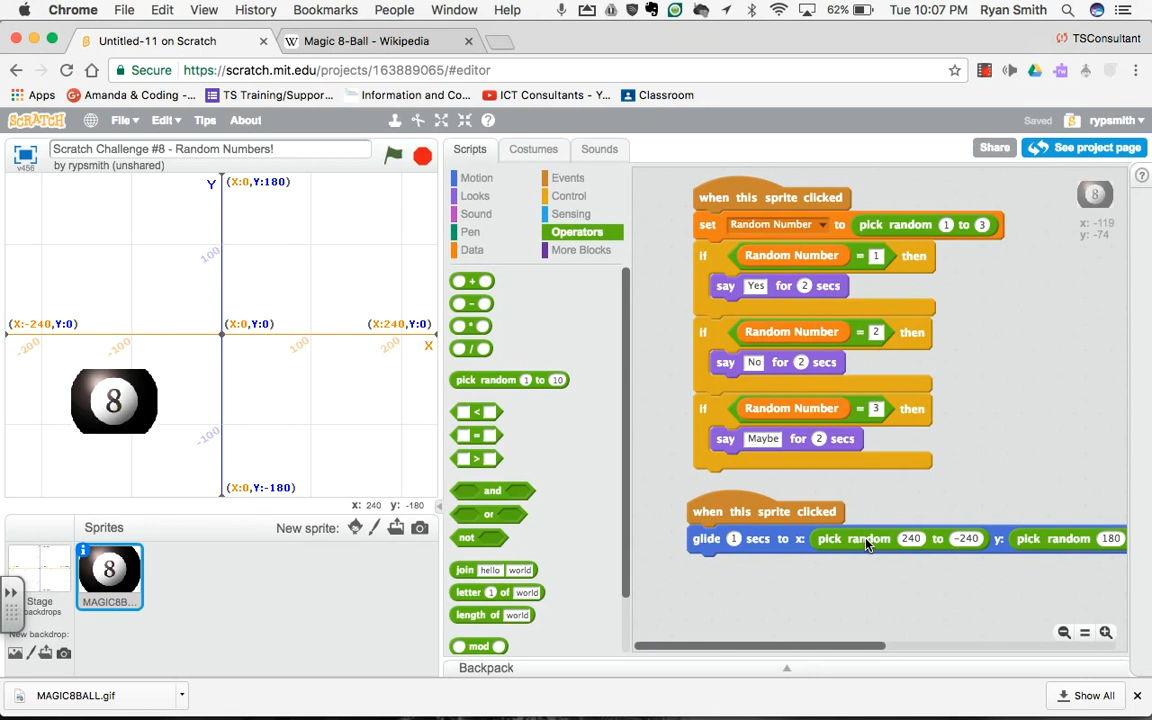 Chrome File Edit View History Bookmarks People Window Help 62% Tue 10:07 PM Ryan Smith
Untitled-11 on Scratch Magic 8-Ball - Wikipedia TSConsultant
Secure https://scratch.mit.edu/projects/163889065/#editor
Apps Amanda & Coding -... TS Training/Suppor... Information and Co... ICT Consultants - Y... Classroom
SCRATCH File Edit Tips About Saved rypsmith
Scratch Challenge #8 - Random Numbers!
by rypsmith (unshared)
v456
Scripts Costumes Sounds Share See project page
Y (X:0,Y:180)
100
(X:-240,Y:0) (X:0,Y:0) (X:240,Y:0)
-200 -100 100 200 X
8
-100
(X:0,Y:-180)
x: 240 y: -180
Sprites New sprite:
8
Stage
backdrops
MAGIC8B...
New backdrop:
Motion Events
Looks Control
Sound Sensing
Pen Operators
Data More Blocks
+
-
*
/
pick random 1 to 10
<
=
>
and
or
not
join hello world
letter 1 of world
length of world
mod
when this sprite clicked
set Random Number to pick random 1 to 3
if Random Number = 1 then
say Yes for 2 secs
if Random Number = 2 then
say No for 2 secs
if Random Number = 3 then
say Maybe for 2 secs
when this sprite clicked
glide 1 secs to x: pick random 240 to -240 y: pick random 180
8
x: -119
y: -74
?
Backpack
MAGIC8BALL.gif Show All